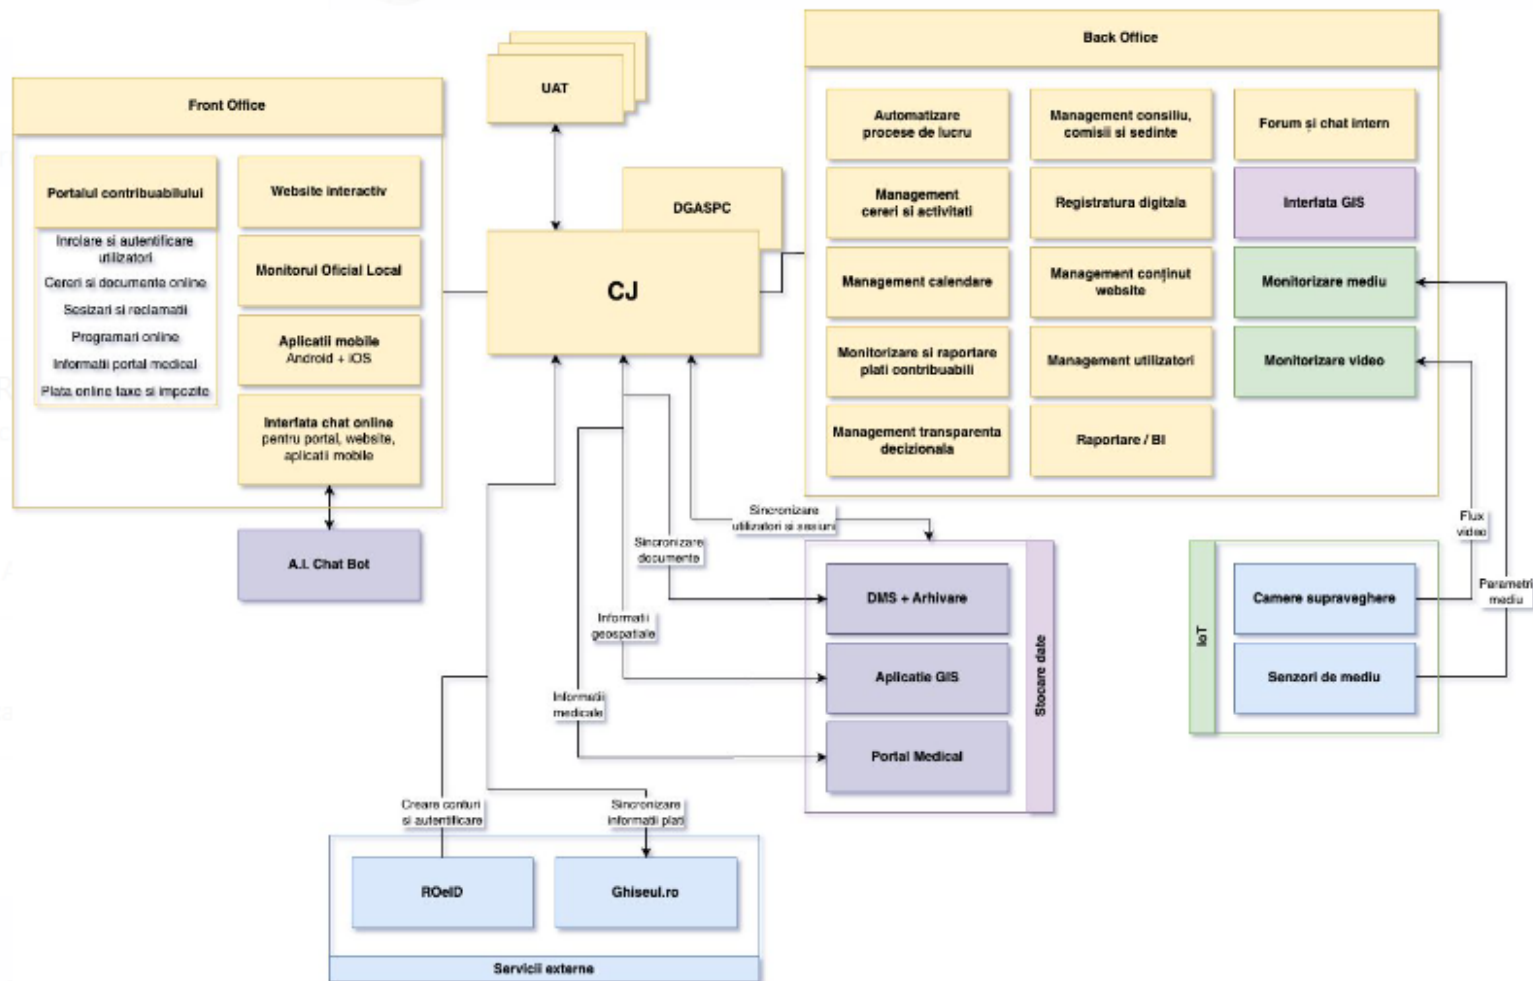 Front Office
Portalul contribuabilului
Inrolare si autentificare
utilizatori
Cereri si documente online
Sesizari si reclamatii
Programari online
Informatii portal medical
Plata online taxe si impozite
Website interactiv
Monitorul Oficial Local
Aplicatii mobile
Android + iOS
Interfata chat online
pentru portal, website,
aplicatii mobile
A.I. Chat Bot
UAT
DGASPC
CJ
Back Office
Automatizare
procese de lucru
Management consiliu,
comisii si sedinte
Forum și chat intern
Management
cereri si activitati
Registratura digitala
Interfata GIS
Management calendare
Management conținut
website
Monitorizare mediu
Monitorizare si raportare
plati contribuabili
Management utilizatori
Monitorizare video
Management transparenta
decizionala
Raportare / BI
Sincronizare
utilizatori si sesiuni
Sincronizare
documente
Informatii
geospatiale
Informatii
medicale
DMS + Arhivare
Aplicatie GIS
Portal Medical
Stocare date
Flux
video
Parametri
mediu
IoT
Camere supraveghere
Senzori de mediu
Creare conturi
si autentificare
Sincronizare
informatii plati
ROeID
Ghiseul.ro
Servicii externe